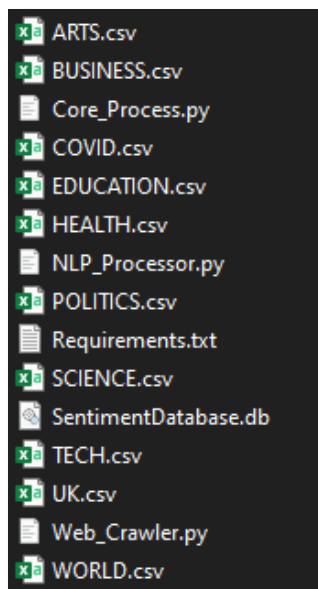 ARTS.csv
BUSINESS.csv
Core_Process.py
COVID.csv
EDUCATION.csv
HEALTH.csv
NLP_Processor.py
POLITICS.csv
Requirements.txt
SCIENCE.csv
SentimentDatabase.db
TECH.csv
UK.csv
Web_Crawler.py
WORLD.csv